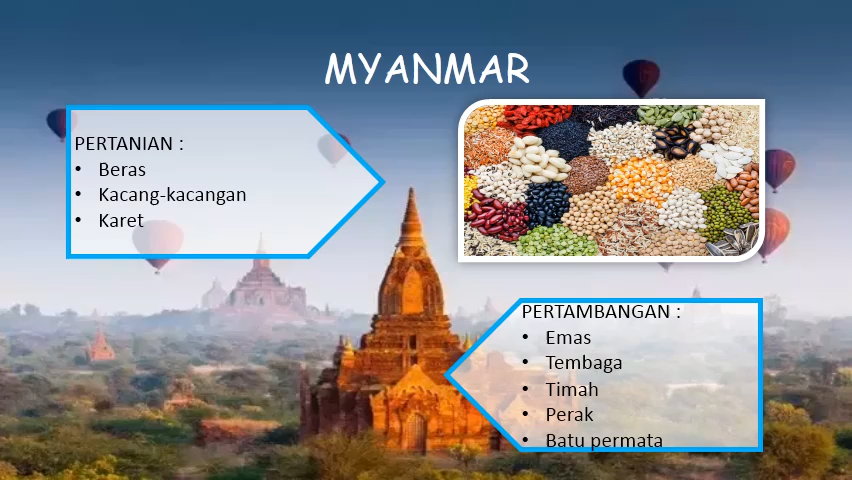 MYANMAR
PERTANIAN :
• Beras
• Kacang-kacangan
• Karet
PERTAMBANGAN :
• Emas
• Tembaga
• Timah
• Perak
• Batu permata